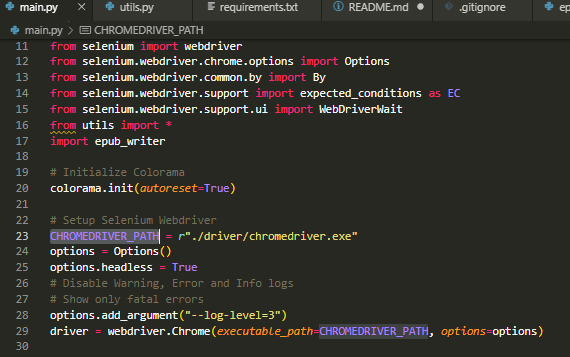 main.py × utils.py requirements.txt README.md .gitignore ep
main.py > CHROMEDRIVER_PATH
11 from selenium import webdriver
12 from selenium.webdriver.chrome.options import Options
13 from selenium.webdriver.common.by import By
14 from selenium.webdriver.support import expected_conditions as EC
15 from selenium.webdriver.support.ui import WebDriverWait
16 from utils import *
17 import epub_writer
18
19 # Initialize Colorama
20 colorama.init(autoreset=True)
21
22 # Setup Selenium Webdriver
23 CHROMEDRIVER_PATH = r"./driver/chromedriver.exe"
24 options = Options()
25 options.headless = True
26 # Disable Warning, Error and Info logs
27 # Show only fatal errors
28 options.add_argument("--log-level=3")
29 driver = webdriver.Chrome(executable_path=CHROMEDRIVER_PATH, options=options)
30